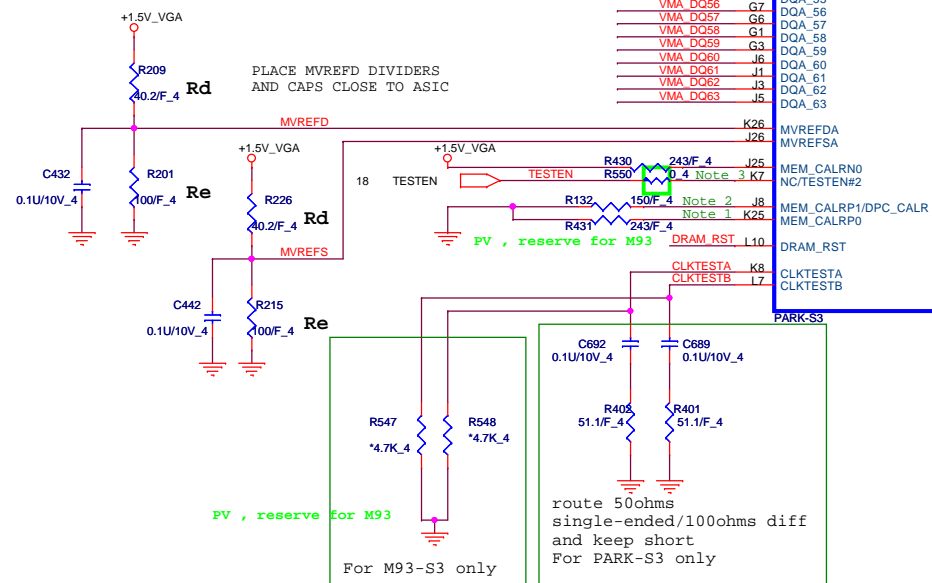 VMA_DQ56 G7 DQA_56
VMA_DQ57 G6 DQA_57
VMA_DQ58 G1 DQA_58
VMA_DQ59 G3 DQA_59
VMA_DQ60 J6 DQA_60
VMA_DQ61 J1 DQA_61
VMA_DQ62 J3 DQA_62
VMA_DQ63 J5 DQA_63
+1.5V_VGA
R209
40.2/F_4
Rd
PLACE MVREFD DIVIDERS
AND CAPS CLOSE TO ASIC
MVREFD K26 MVREFDA
J26 MVREFSA
C432
0.1U/10V_4
R201
100/F_4
Re
+1.5V_VGA
R226
40.2/F_4
Rd
MVREFS
C442
0.1U/10V_4
R215
100/F_4
Re
+1.5V_VGA
R430 243/F_4 J25 MEM_CALRN0
18 TESTEN TESTEN R550 0_4 Note 3 K7 NC/TESTEN#2
R132 150/F_4 Note 2 J8 MEM_CALRP1/DPC_CALR
R431 243/F_4 Note 1 K25 MEM_CALRP0
PV , reserve for M93
DRAM_RST L10 DRAM_RST
CLKTESTA K8 CLKTESTA
CLKTESTB L7 CLKTESTB
PARK-S3
C692
0.1U/10V_4
C689
0.1U/10V_4
R402
51.1/F_4
R401
51.1/F_4
R547
*4.7K_4
R548
*4.7K_4
PV , reserve for M93
For M93-S3 only
route 50ohms
single-ended/100ohms diff
and keep short
For PARK-S3 only